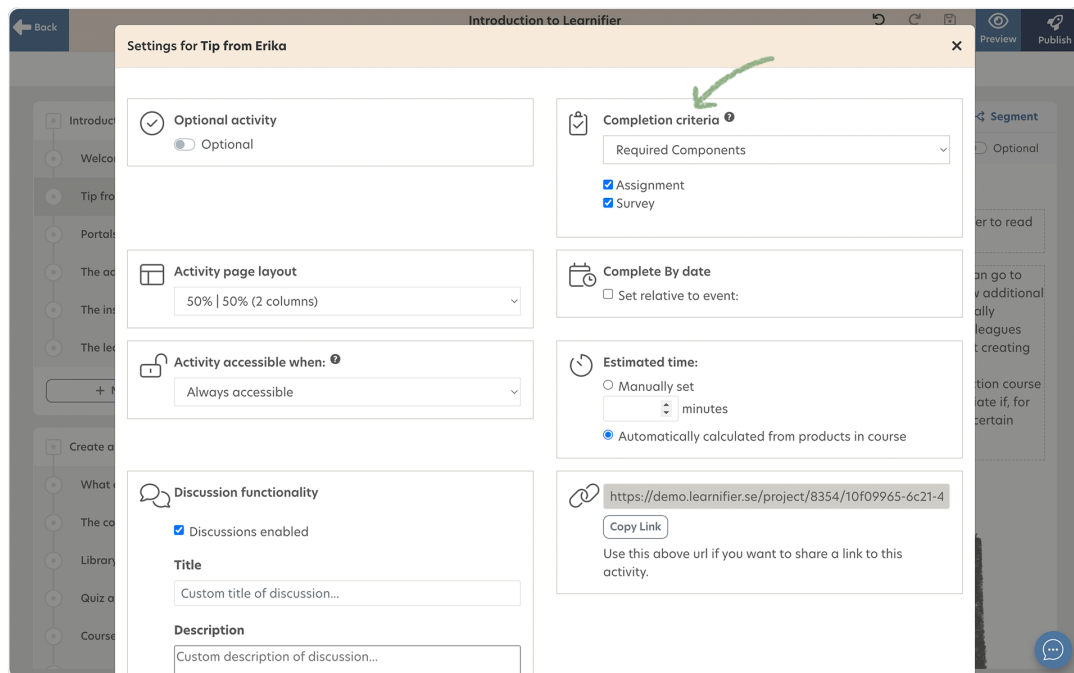 Introduction to Learnifier
Back
Preview
Publish
Settings for Tip from Erika
Optional activity
Optional
Completion criteria
Required Components
Assignment
Survey
Activity page layout
50% | 50% (2 columns)
Complete By date
Set relative to event:
Activity accessible when:
Always accessible
Estimated time:
Manually set
minutes
Automatically calculated from products in course
Discussion functionality
Discussions enabled
Title
Custom title of discussion...
Description
Custom description of discussion...
https://demo.learnifier.se/project/8354/10f09965-6c21-4
Copy Link
Use this above url if you want to share a link to this
activity.
Introduct
Welco
Tip fro
Portals
The ad
The ins
The lea
+ N
Create a
What
The co
Library
Quiz a
Course
Segment
Optional
er to read
an go to
additional
ally
leagues
t creating
tion course
iate if, for
certain